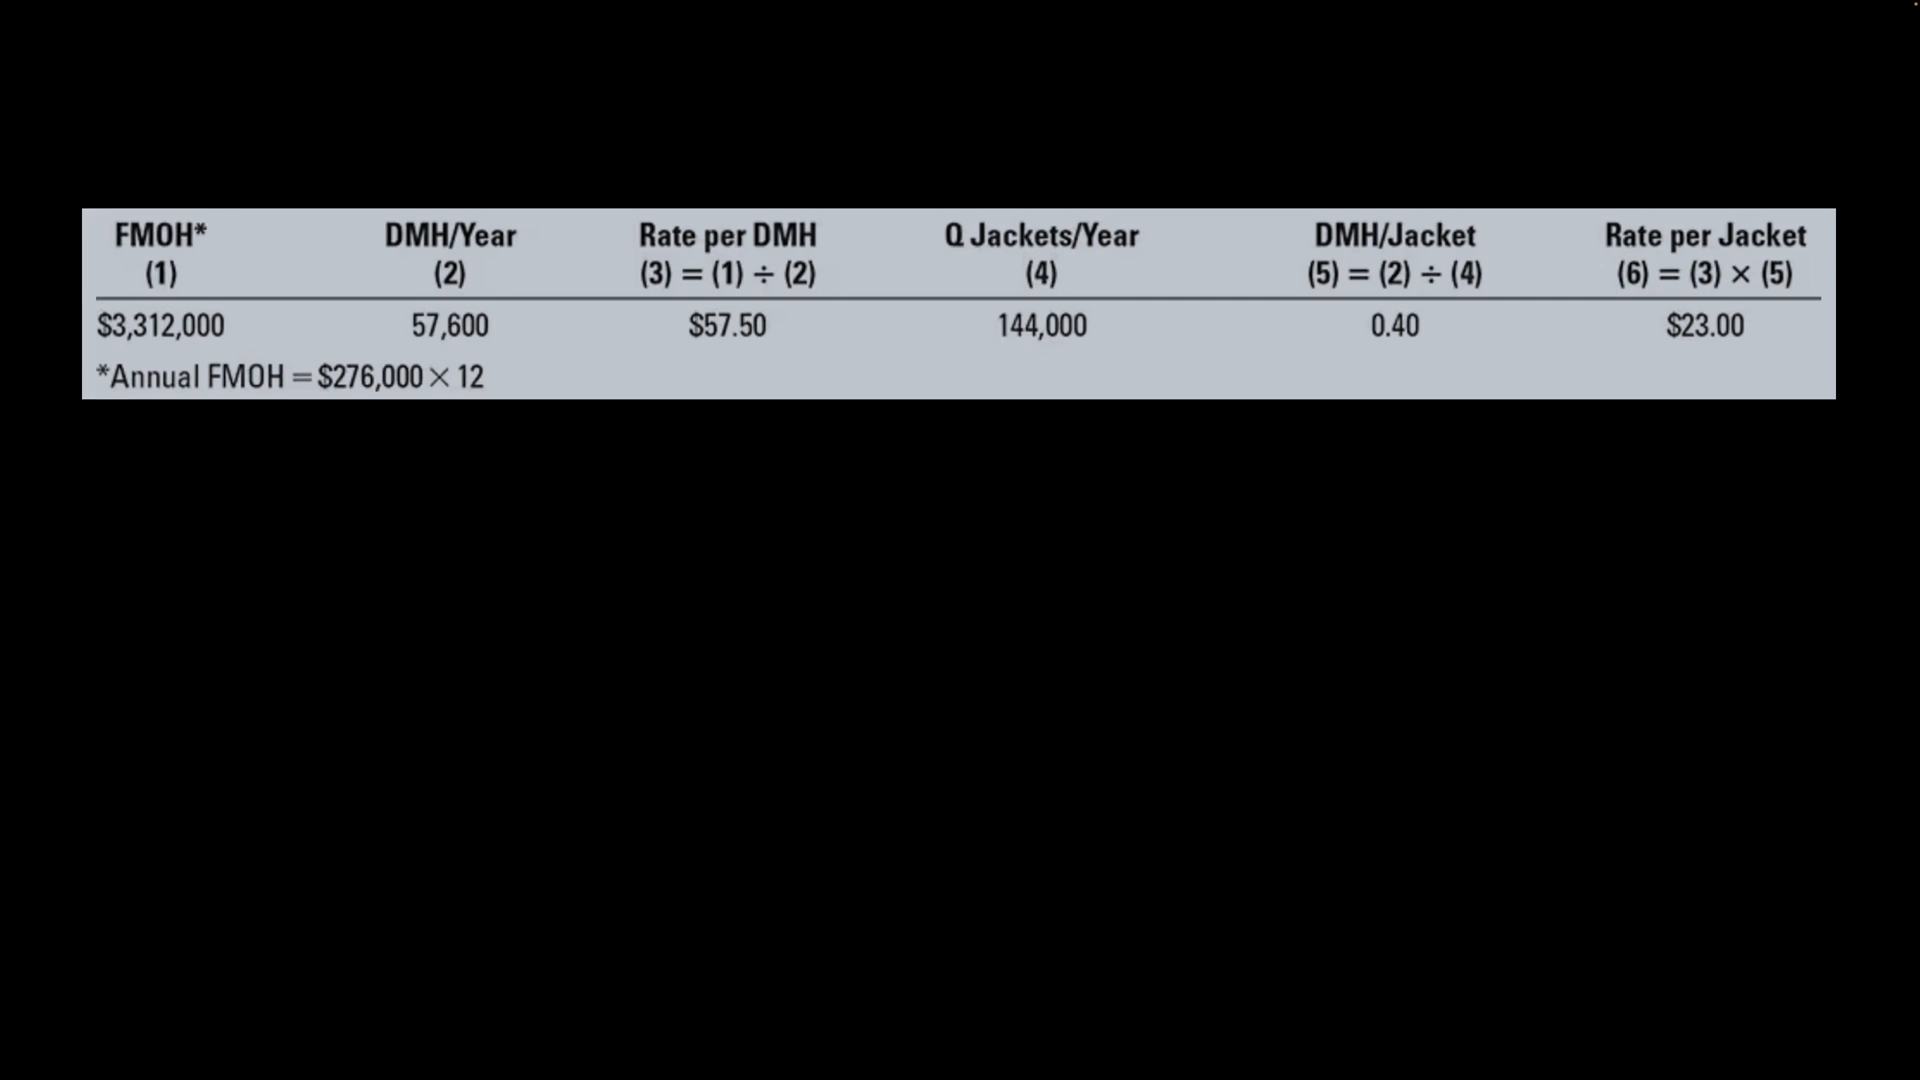 FMOH* DMH/Year Rate per DMH Q Jackets/Year DMH/Jacket Rate per Jacket
(1) (2) (3) = (1) ÷ (2) (4) (5) = (2) ÷ (4) (6) = (3) × (5)
$3,312,000 57,600 $57.50 144,000 0.40 $23.00
*Annual FMOH = $276,000 × 12